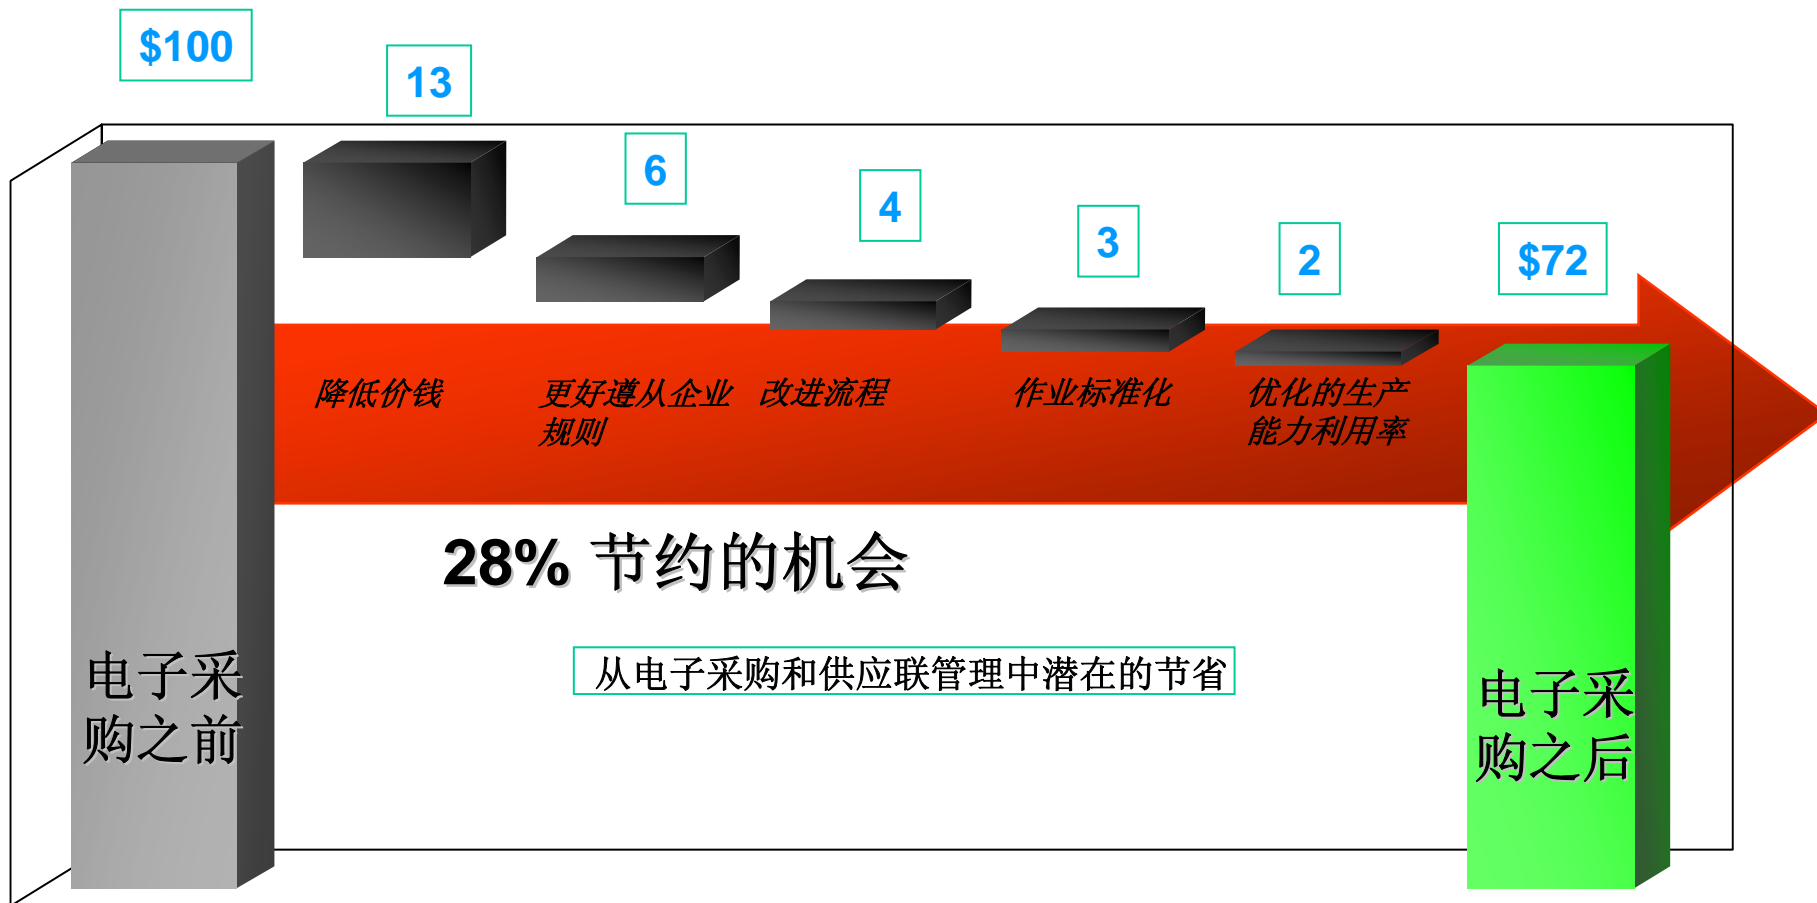 $100
13
6
4
3
2
$72
降低价钱
更好遵从企业
规则
改进流程
作业标准化
优化的生产
能力利用率
28% 节约的机会
从电子采购和供应联管理中潜在的节省
电子采
购之前
电子采
购之后